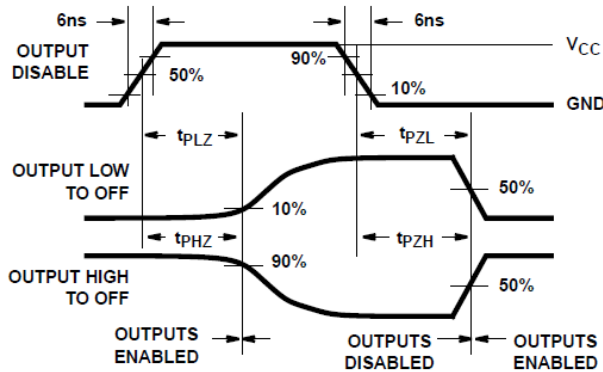 6ns
6ns
OUTPUT
DISABLE
90%
VCC
50%
10%
GND
tPLZ
tPZL
OUTPUT LOW
TO OFF
10%
50%
tPHZ
tPZH
OUTPUT HIGH
TO OFF
90%
50%
OUTPUTS
ENABLED
OUTPUTS
DISABLED
OUTPUTS
ENABLED